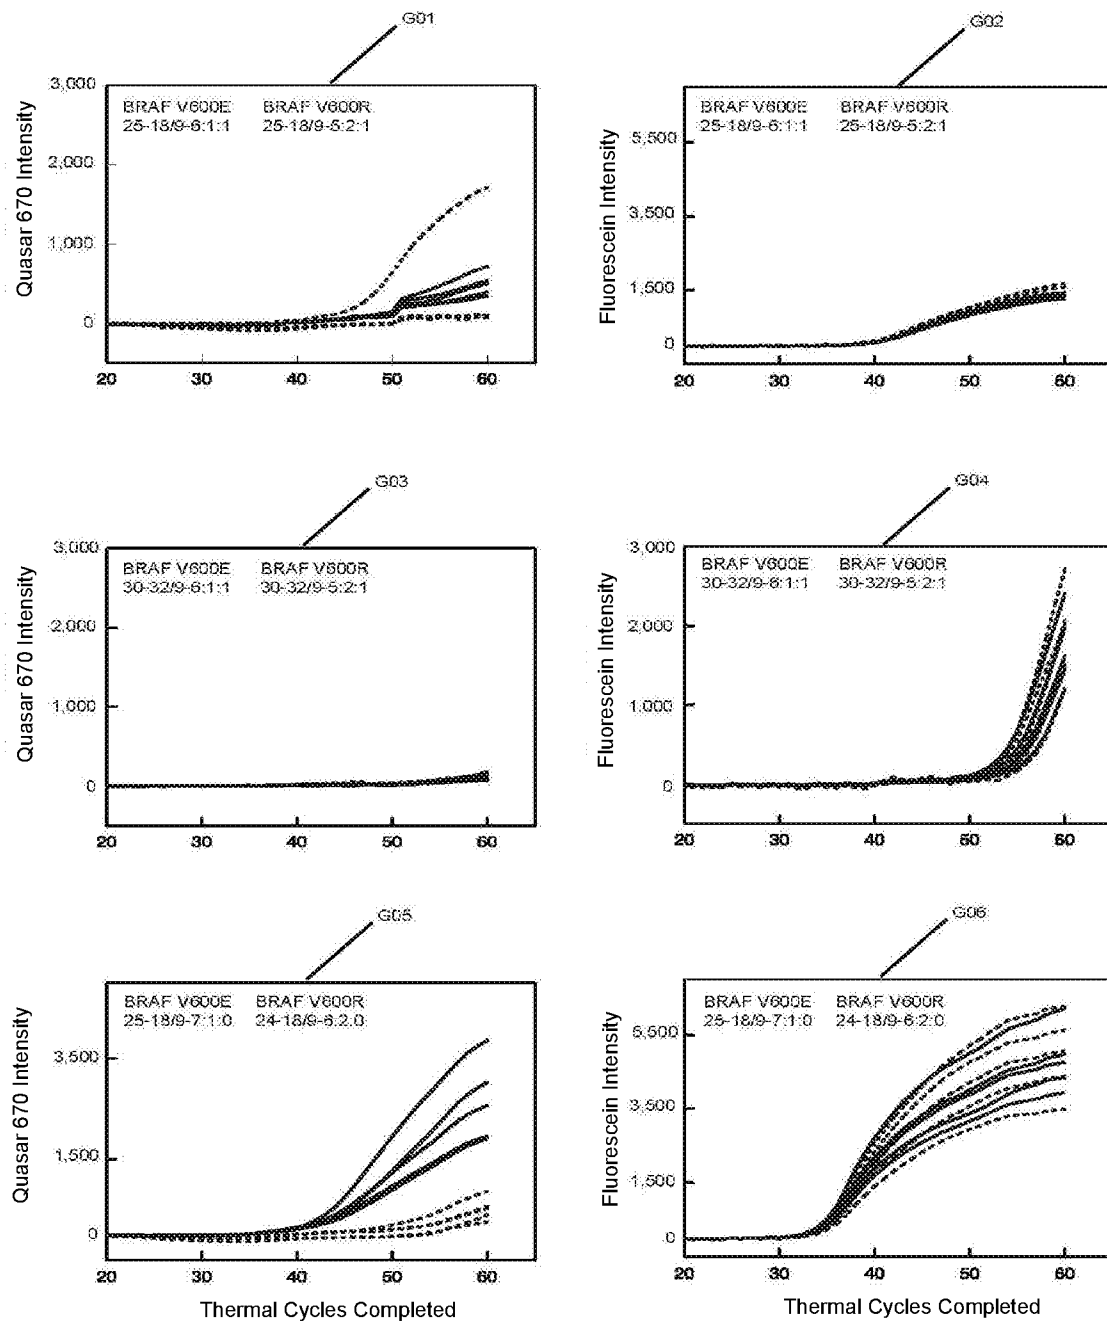 G01
3,000
2,000
1,000
0
Quasar 670 Intensity
BRAF V600E BRAF V600R
25-18/9-6:1:1 25-18/9-5:2:1
20 30 40 50 60
G02
5,500
3,500
1,500
0
Fluorescein Intensity
BRAF V600E BRAF V600R
25-18/9-6:1:1 25-18/9-5:2:1
20 30 40 50 60
G03
3,000
2,000
1,000
0
Quasar 670 Intensity
BRAF V600E BRAF V600R
30-32/9-6:1:1 30-32/9-5:2:1
20 30 40 50 60
G04
3,000
2,000
1,000
0
Fluorescein Intensity
BRAF V600E BRAF V600R
30-32/9-6:1:1 30-32/9-5:2:1
20 30 40 50 60
G05
3,500
1,500
0
Quasar 670 Intensity
BRAF V600E BRAF V600R
25-18/9-7:1:0 24-18/9-6:2:0
20 30 40 50 60
Thermal Cycles Completed
G06
5,500
3,500
1,500
0
Fluorescein Intensity
BRAF V600E BRAF V600R
25-18/9-7:1:0 24-18/9-6:2:0
20 30 40 50 60
Thermal Cycles Completed